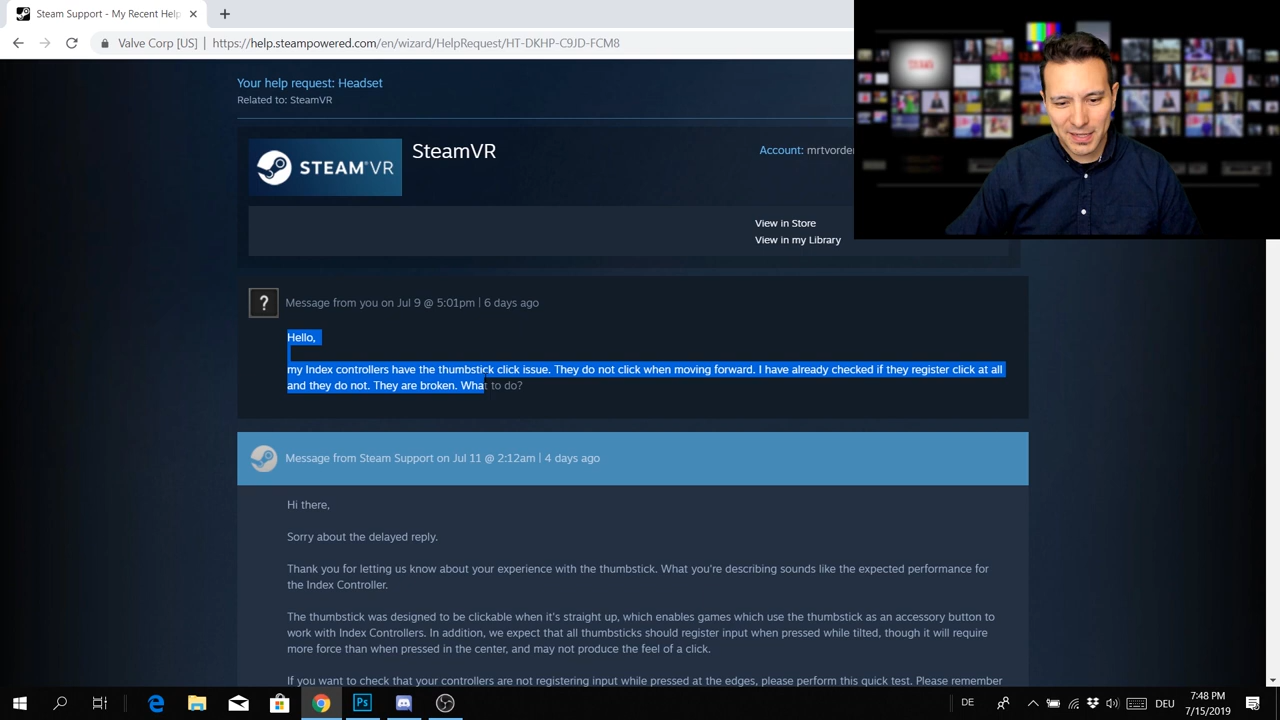 Steam Support - My Recent Help
Valve Corp [US] | https://help.steampowered.com/en/wizard/HelpRequest/HT-DKHP-C9JD-FCM8
Your help request: Headset
Related to: SteamVR
STEAM VR
SteamVR
Account: mrtvorder
View in Store
View in my Library
?
Message from you on Jul 9 @ 5:01pm | 6 days ago
Hello,
my Index controllers have the thumbstick click issue. They do not click when moving forward. I have already checked if they register click at all
and they do not. They are broken. What to do?
Message from Steam Support on Jul 11 @ 2:12am | 4 days ago
Hi there,
Sorry about the delayed reply.
Thank you for letting us know about your experience with the thumbstick. What you're describing sounds like the expected performance for
the Index Controller.
The thumbstick was designed to be clickable when it's straight up, which enables games which use the thumbstick as an accessory button to
work with Index Controllers. In addition, we expect that all thumbsticks should register input when pressed while tilted, though it will require
more force than when pressed in the center, and may not produce the feel of a click.
If you want to check that your controllers are not registering input while pressed at the edges, please perform this quick test. Please remember
Ps
DE
DEU
7:48 PM
7/15/2019